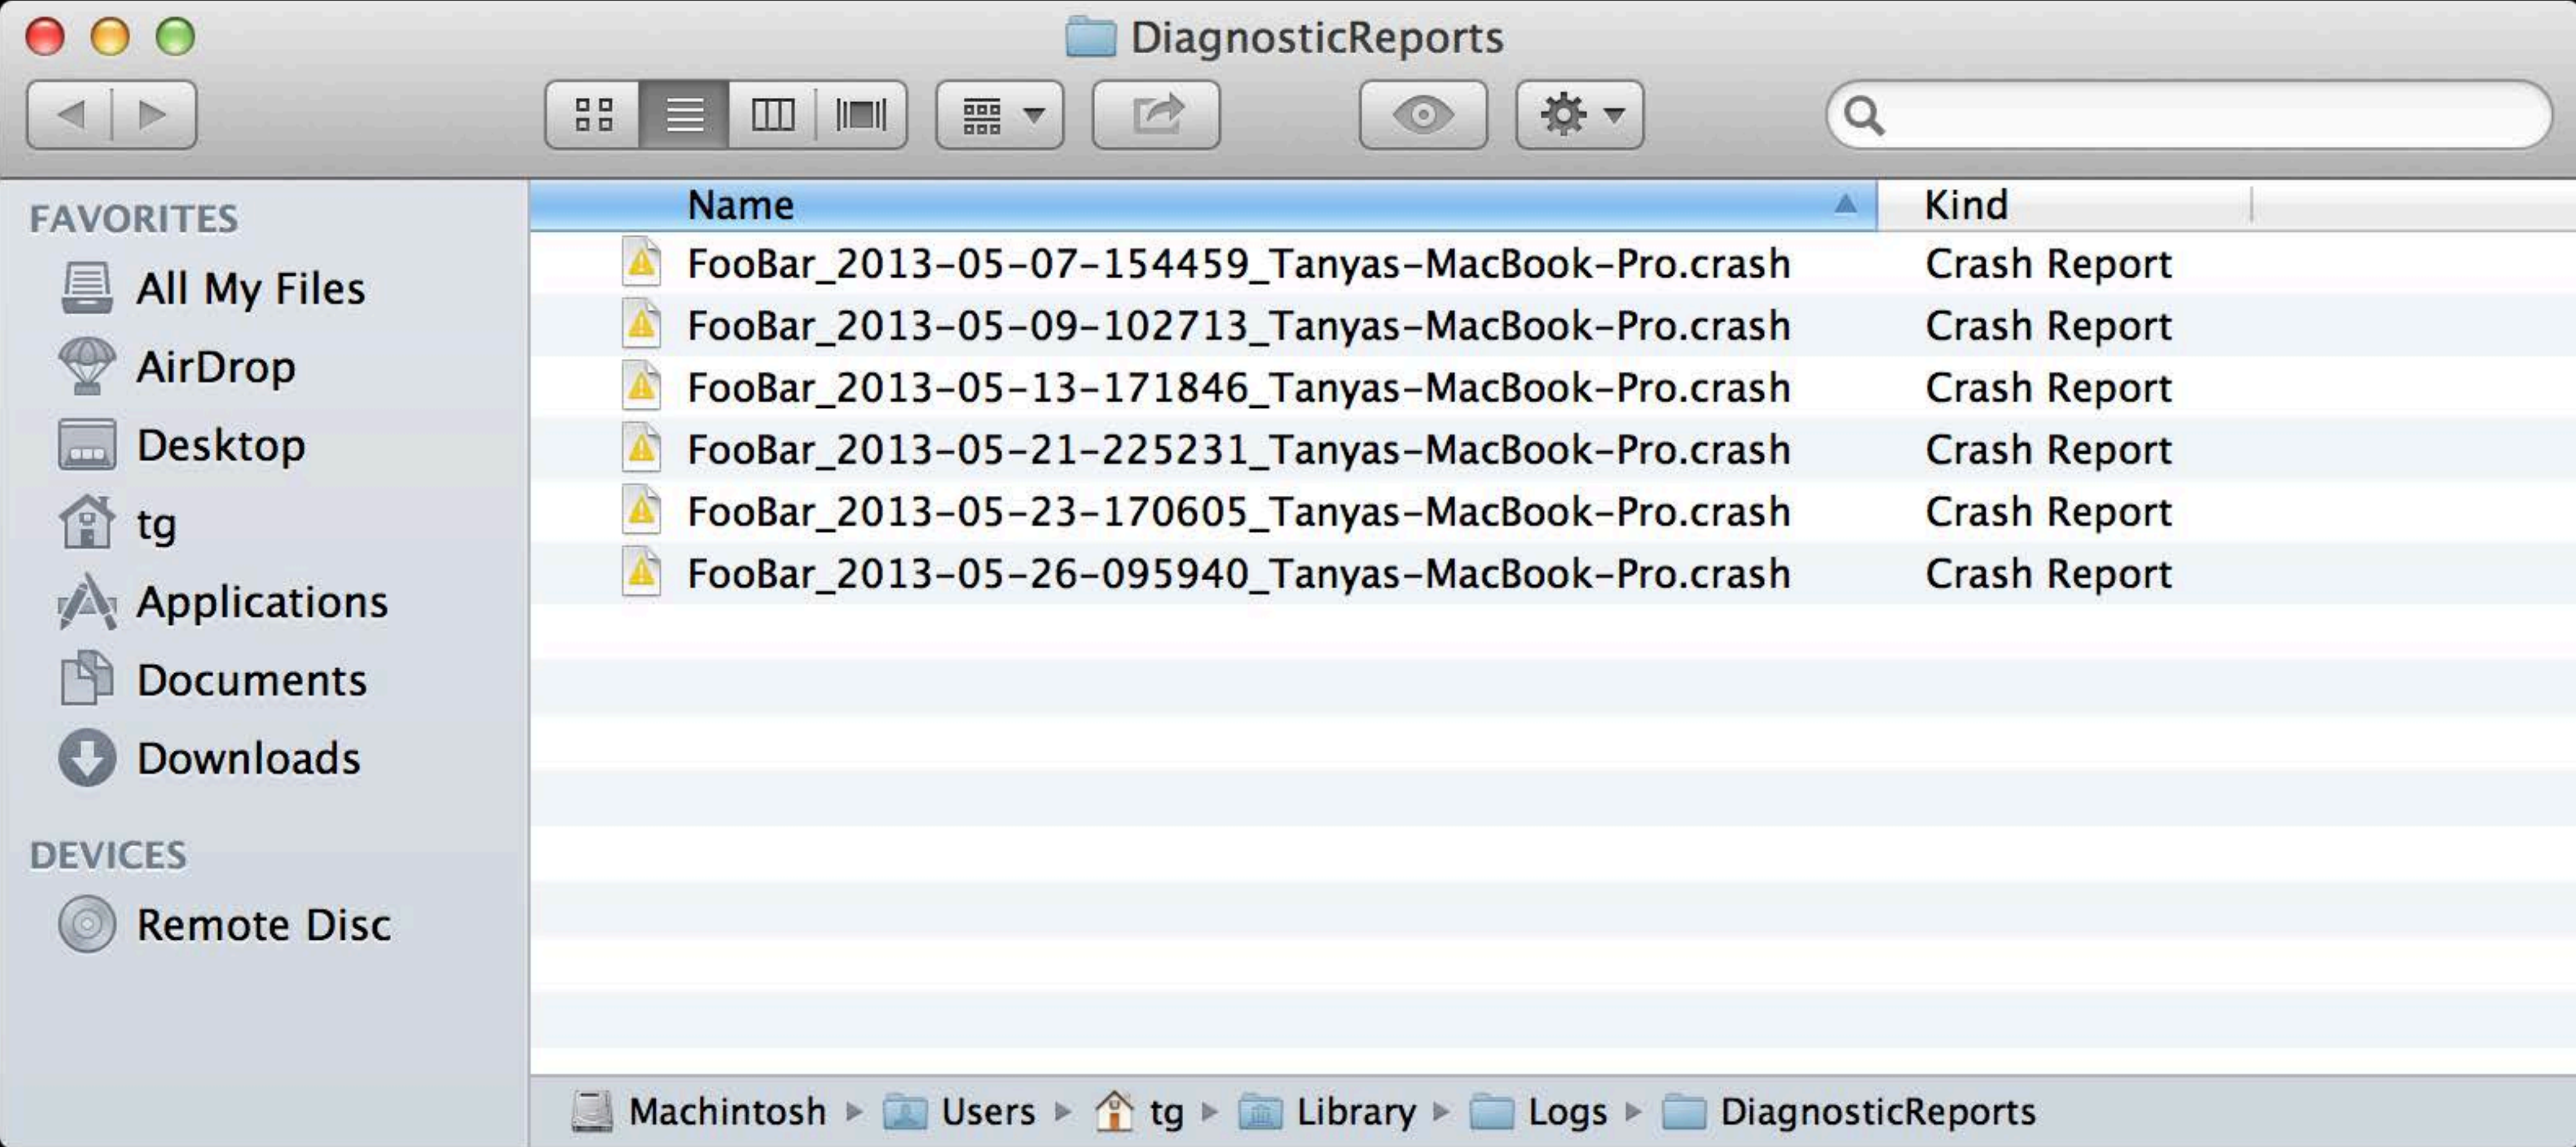 DiagnosticReports
FAVORITES
All My Files
AirDrop
Desktop
tg
Applications
Documents
Downloads
DEVICES
Remote Disc
Name Kind
FooBar_2013-05-07-154459_Tanyas-MacBook-Pro.crash Crash Report
FooBar_2013-05-09-102713_Tanyas-MacBook-Pro.crash Crash Report
FooBar_2013-05-13-171846_Tanyas-MacBook-Pro.crash Crash Report
FooBar_2013-05-21-225231_Tanyas-MacBook-Pro.crash Crash Report
FooBar_2013-05-23-170605_Tanyas-MacBook-Pro.crash Crash Report
FooBar_2013-05-26-095940_Tanyas-MacBook-Pro.crash Crash Report
Machintosh Users tg Library Logs DiagnosticReports